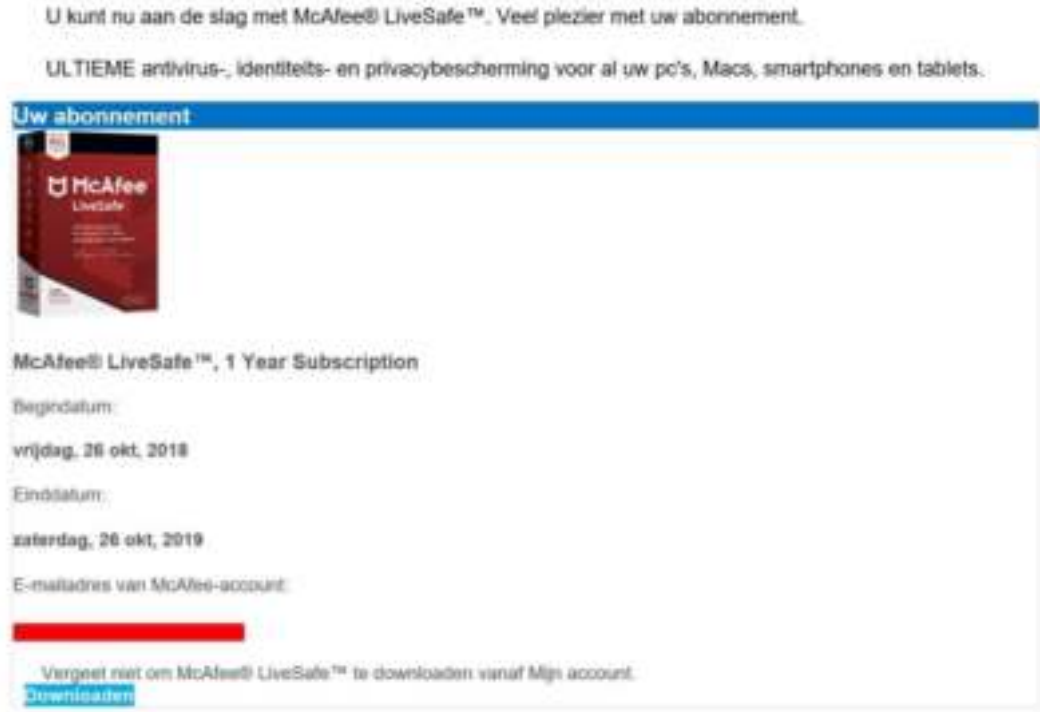 U kunt nu aan de slag met McAfee® LiveSafe™. Veel plezier met uw abonnement.
ULTIEME antivirus-, identiteits- en privacybescherming voor al uw pc's, Macs, smartphones en tablets.
Uw abonnement
McAfee
LiveSafe
McAfee® LiveSafe™, 1 Year Subscription
Begindatum:
vrijdag, 26 okt, 2018
Einddatum:
zaterdag, 26 okt, 2019
E-mailadres van McAfee-account:
Vergeet niet om McAfee® LiveSafe™ te downloaden vanaf Mijn account.
Downloaden